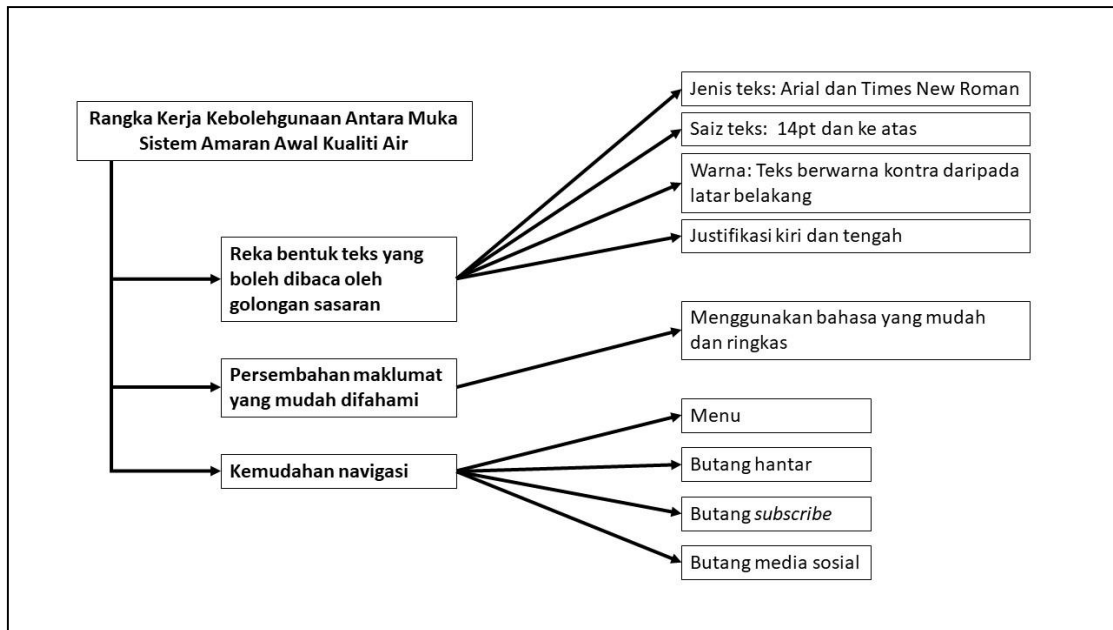 Rangka Kerja Kebolehgunaan Antara Muka
Sistem Amaran Awal Kualiti Air
Reka bentuk teks yang
boleh dibaca oleh
golongan sasaran
Jenis teks: Arial dan Times New Roman
Saiz teks: 14pt dan ke atas
Warna: Teks berwarna kontra daripada
latar belakang
Justifikasi kiri dan tengah
Persembahan maklumat
yang mudah difahami
Menggunakan bahasa yang mudah
dan ringkas
Kemudahan navigasi
Menu
Butang hantar
Butang subscribe
Butang media sosial